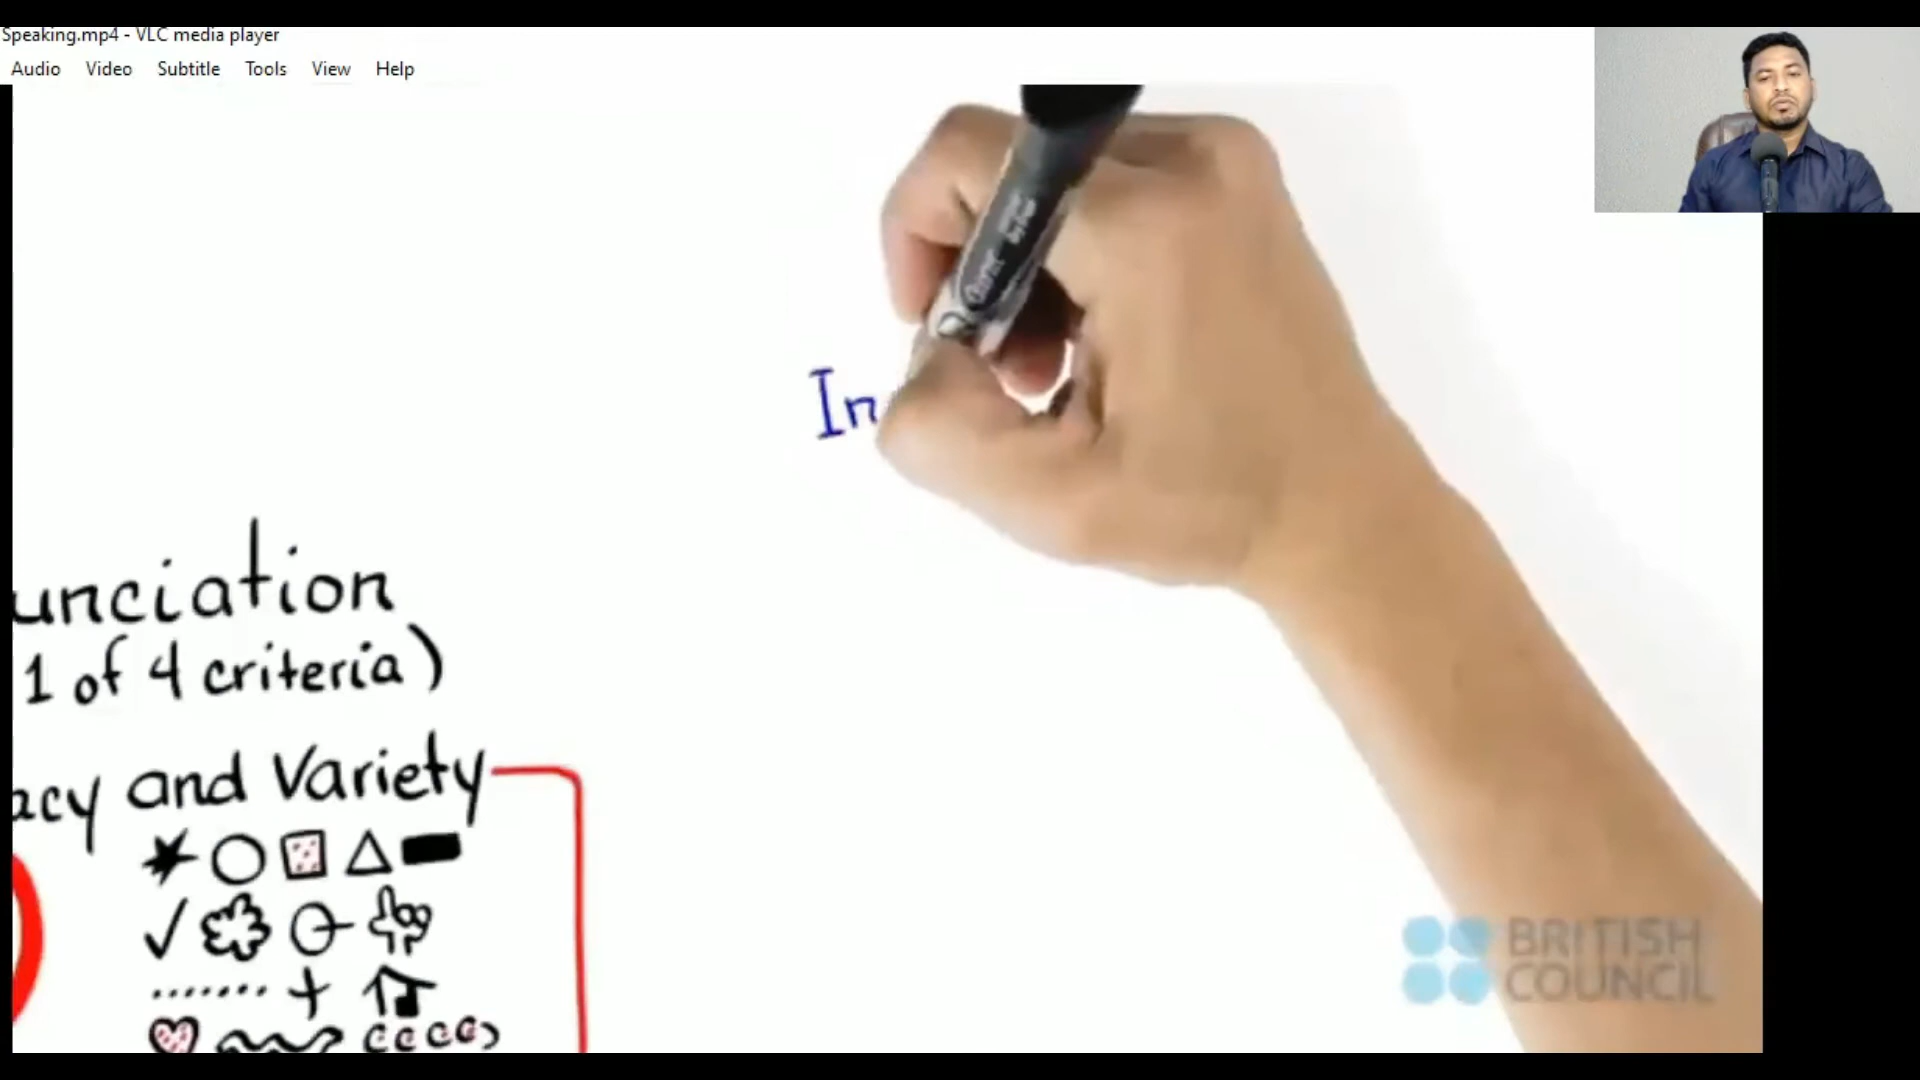 Speaking.mp4 - VLC media player
Audio Video Subtitle Tools View Help
In
unciation
1 of 4 criteria)
acy and Variety
BRITISH
COUNCIL